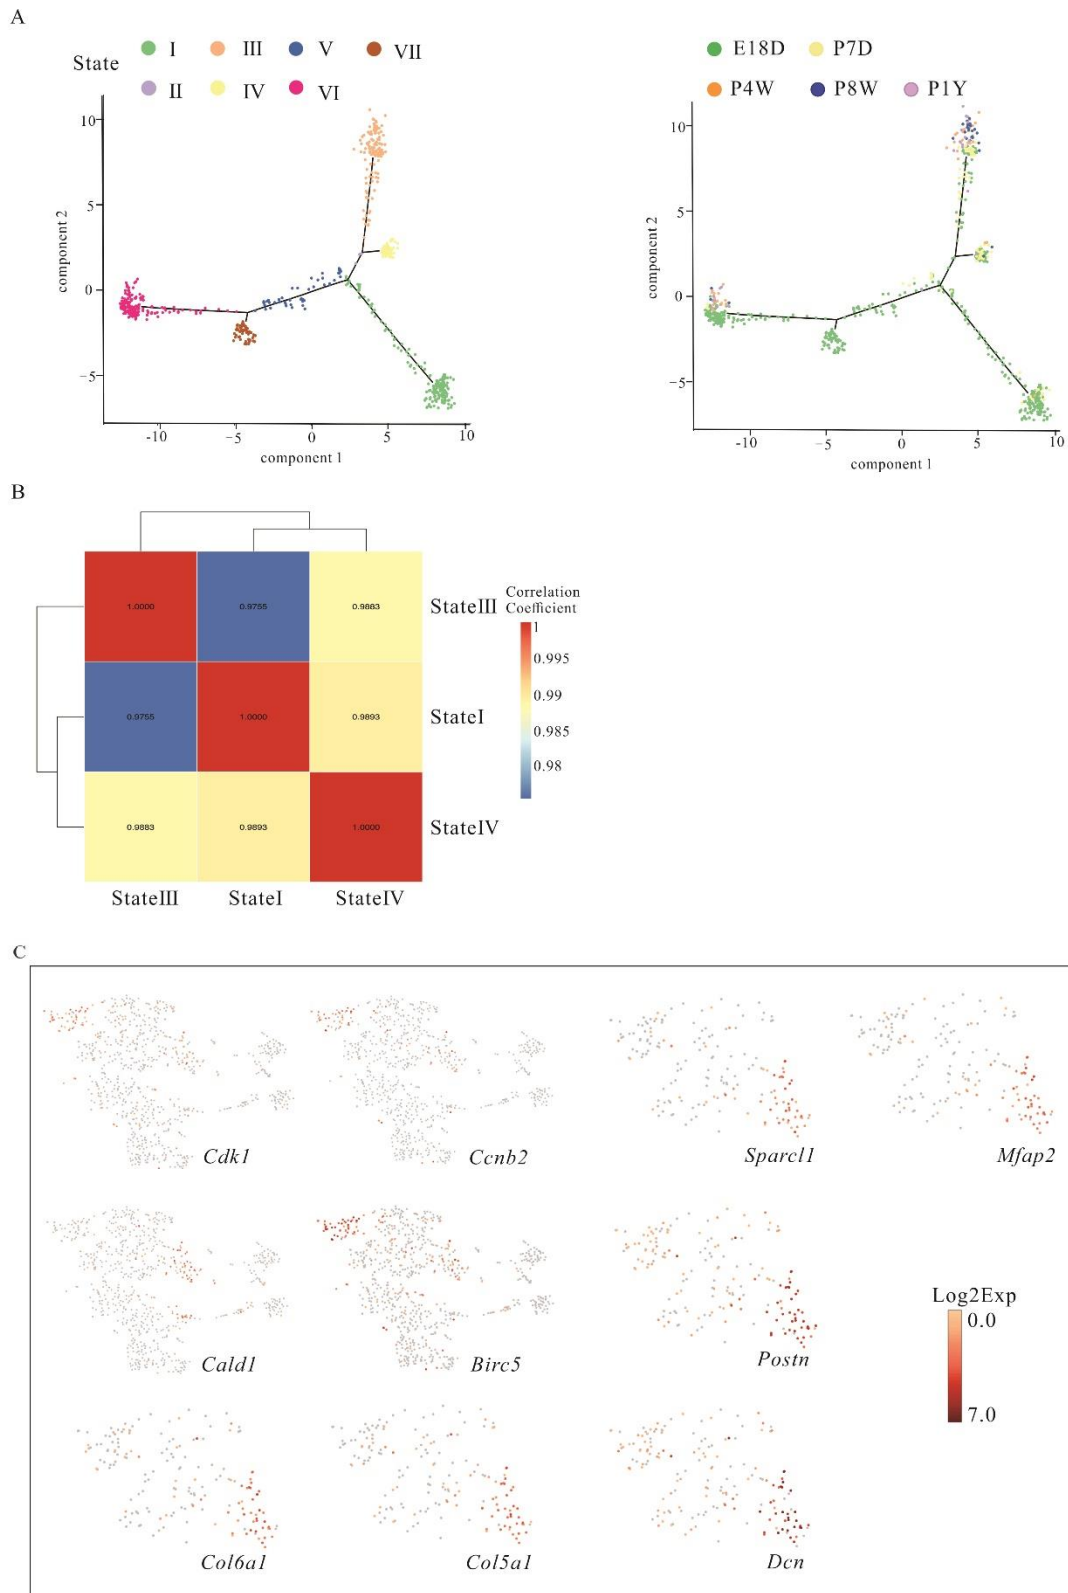 A
State
I III V VII
II IV VI
E18D P7D
P4W P8W P1Y
component 2
10
5
0
−5
-10 −5 0 5 10
component 1
component 2
10
5
0
−5
-10 −5 0 5 10
component 1
B
1.0000 0.9755 0.9883 StateIII
0.9755 1.0000 0.9893 StateI
0.9883 0.9893 1.0000 StateIV
StateIII StateI StateIV
Correlation
Coefficient
1
0.995
0.99
0.985
0.98
C
Cdk1 Ccnb2 Sparcl1 Mfap2
Cald1 Birc5 Postn
Col6a1 Col5a1 Dcn
Log2Exp
0.0
7.0